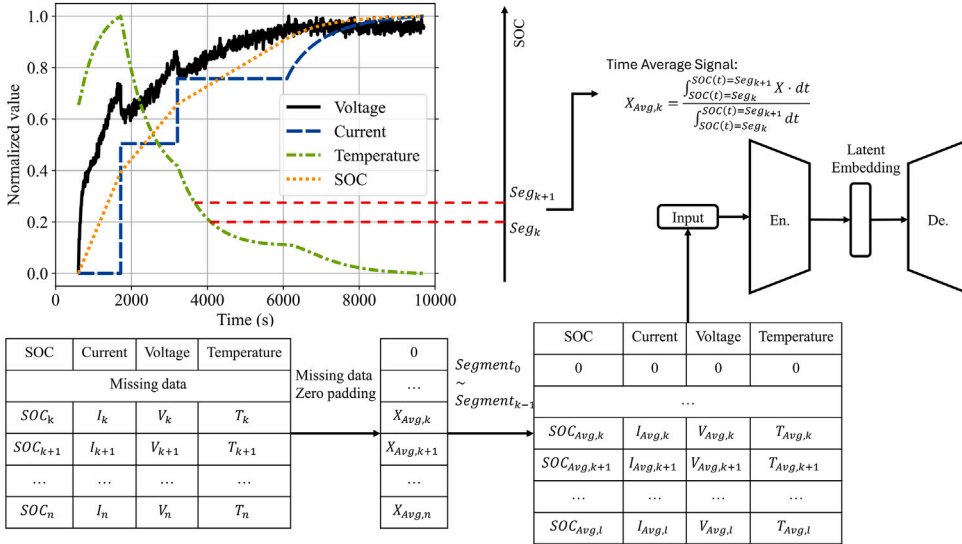 1.0
0.8
0.6
0.4
0.2
0.0
Normalized value
0
2000
4000
6000
8000
10000
Time (s)
Voltage
Current
Temperature
SOC
SOC
Seg_{k+1}
Seg_k
Time Average Signal:
X_{Avg,k} = \frac{\int_{SOC(t)=Seg_k}^{SOC(t)=Seg_{k+1}} X \cdot dt}{\int_{SOC(t)=Seg_k}^{SOC(t)=Seg_{k+1}} dt}
Input
En.
Latent
Embedding
De.
SOC Current Voltage Temperature
Missing data
SOC_k I_k V_k T_k
SOC_{k+1} I_{k+1} V_{k+1} T_{k+1}
... ... ... ...
SOC_n I_n V_n T_n
Missing data
Zero padding
0
...
X_{Avg,k}
X_{Avg,k+1}
...
X_{Avg,n}
Segment_0
~
Segment_{k-1}
SOC Current Voltage Temperature
0 0 0 0
...
SOC_{Avg,k} I_{Avg,k} V_{Avg,k} T_{Avg,k}
SOC_{Avg,k+1} I_{Avg,k+1} V_{Avg,k+1} T_{Avg,k+1}
... ... ... ...
SOC_{Avg,l} I_{Avg,l} V_{Avg,l} T_{Avg,l}